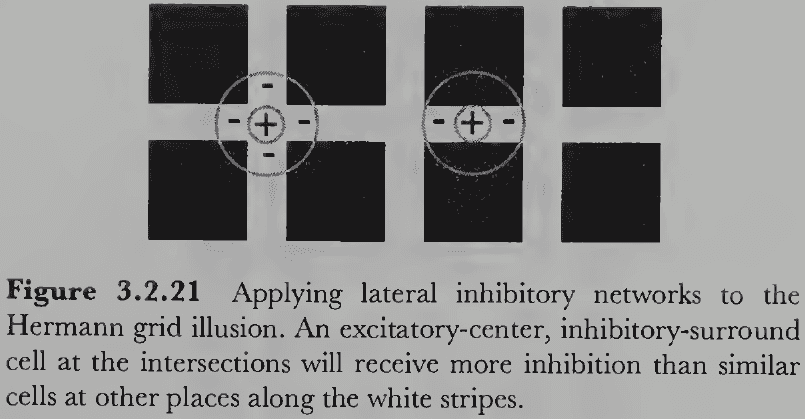 - -
- + - - + -
-
Figure 3.2.21 Applying lateral inhibitory networks to the
Hermann grid illusion. An excitatory-center, inhibitory-surround
cell at the intersections will receive more inhibition than similar
cells at other places along the white stripes.